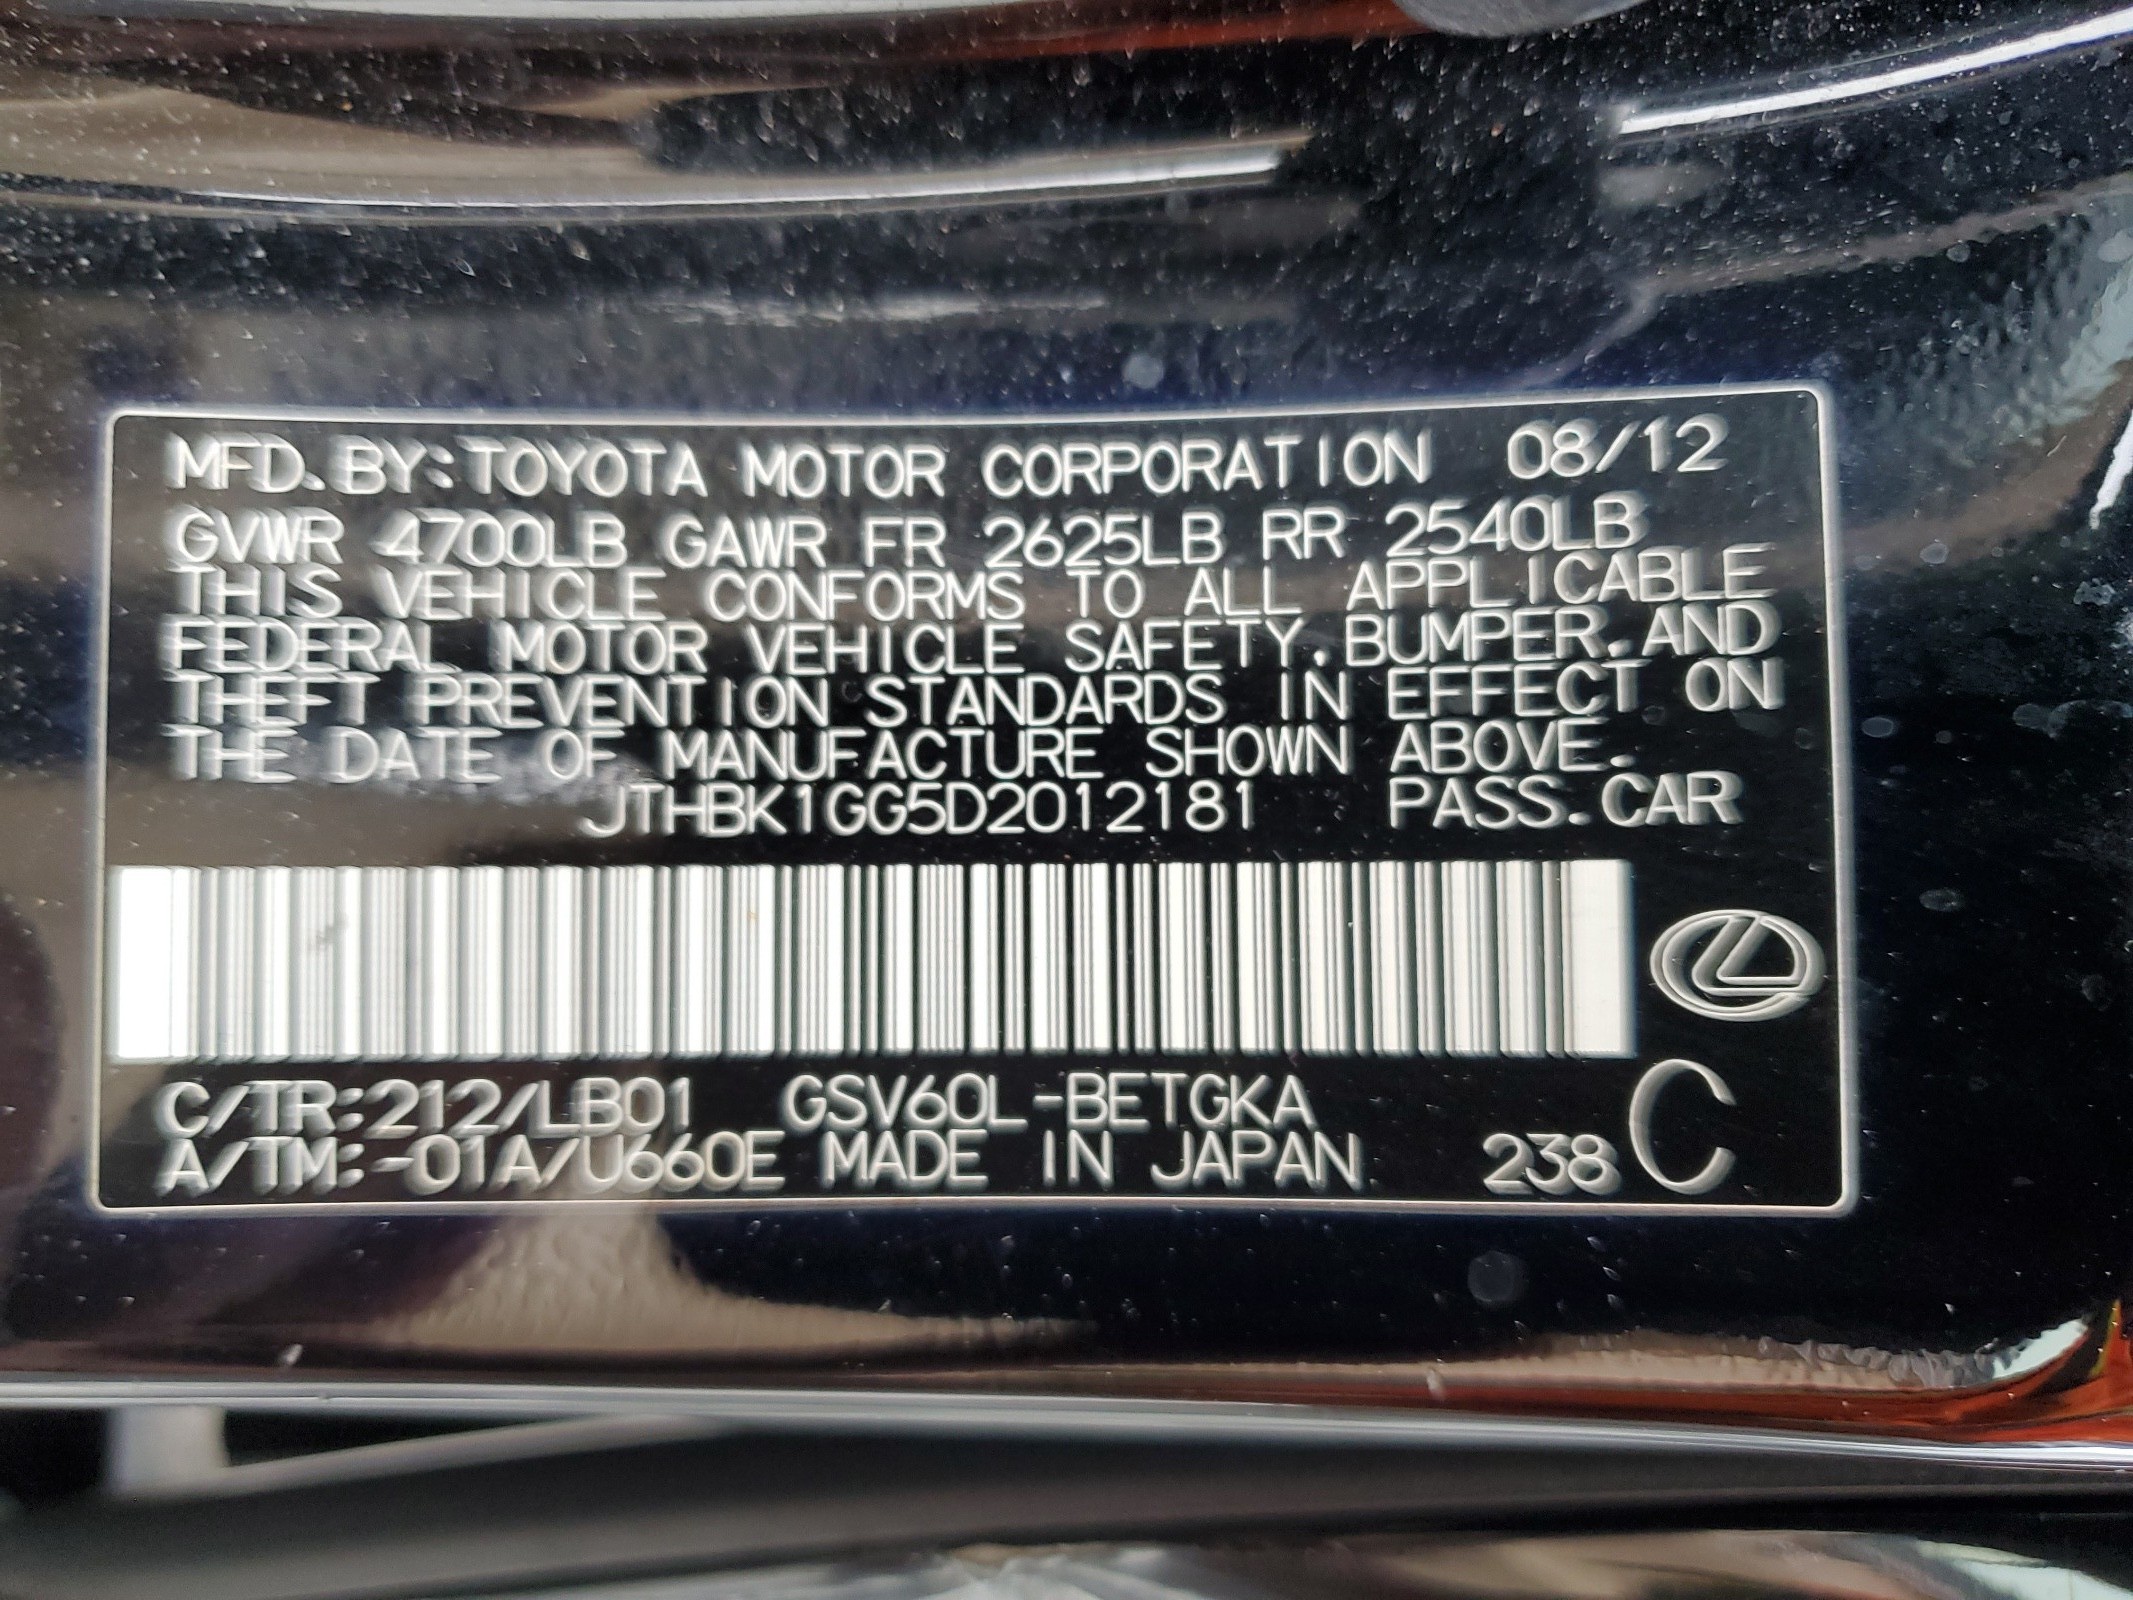 MFD.BY:TOYOTA MOTOR CORPORATION 08/12
GVWR 4700LB GAWR FR 2625LB RR 2540LB
THIS VEHICLE CONFORMS TO ALL APPLICABLE
FEDERAL MOTOR VEHICLE SAFETY,BUMPER,AND
THEFT PREVENTION STANDARDS IN EFFECT ON
THE DATE OF MANUFACTURE SHOWN ABOVE.
JTHBK1GG5D2012181 PASS.CAR
C/TR:212/LB01 GSV60L-BETGKA
A/TM:-01A/U660E MADE IN JAPAN 238 C